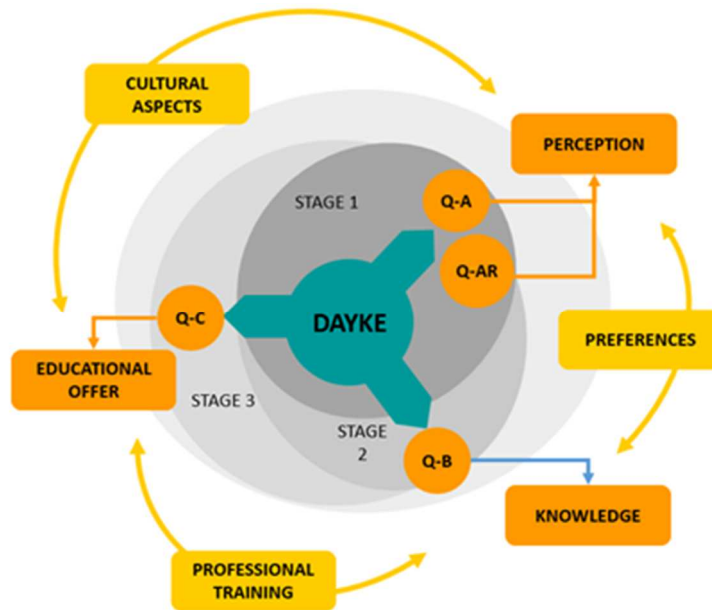 CULTURAL
ASPECTS
PERCEPTION
STAGE 1
Q-A
Q-AR
Q-C
DAYKE
PREFERENCES
EDUCATIONAL
OFFER
STAGE 3
STAGE
2
Q-B
KNOWLEDGE
PROFESSIONAL
TRAINING